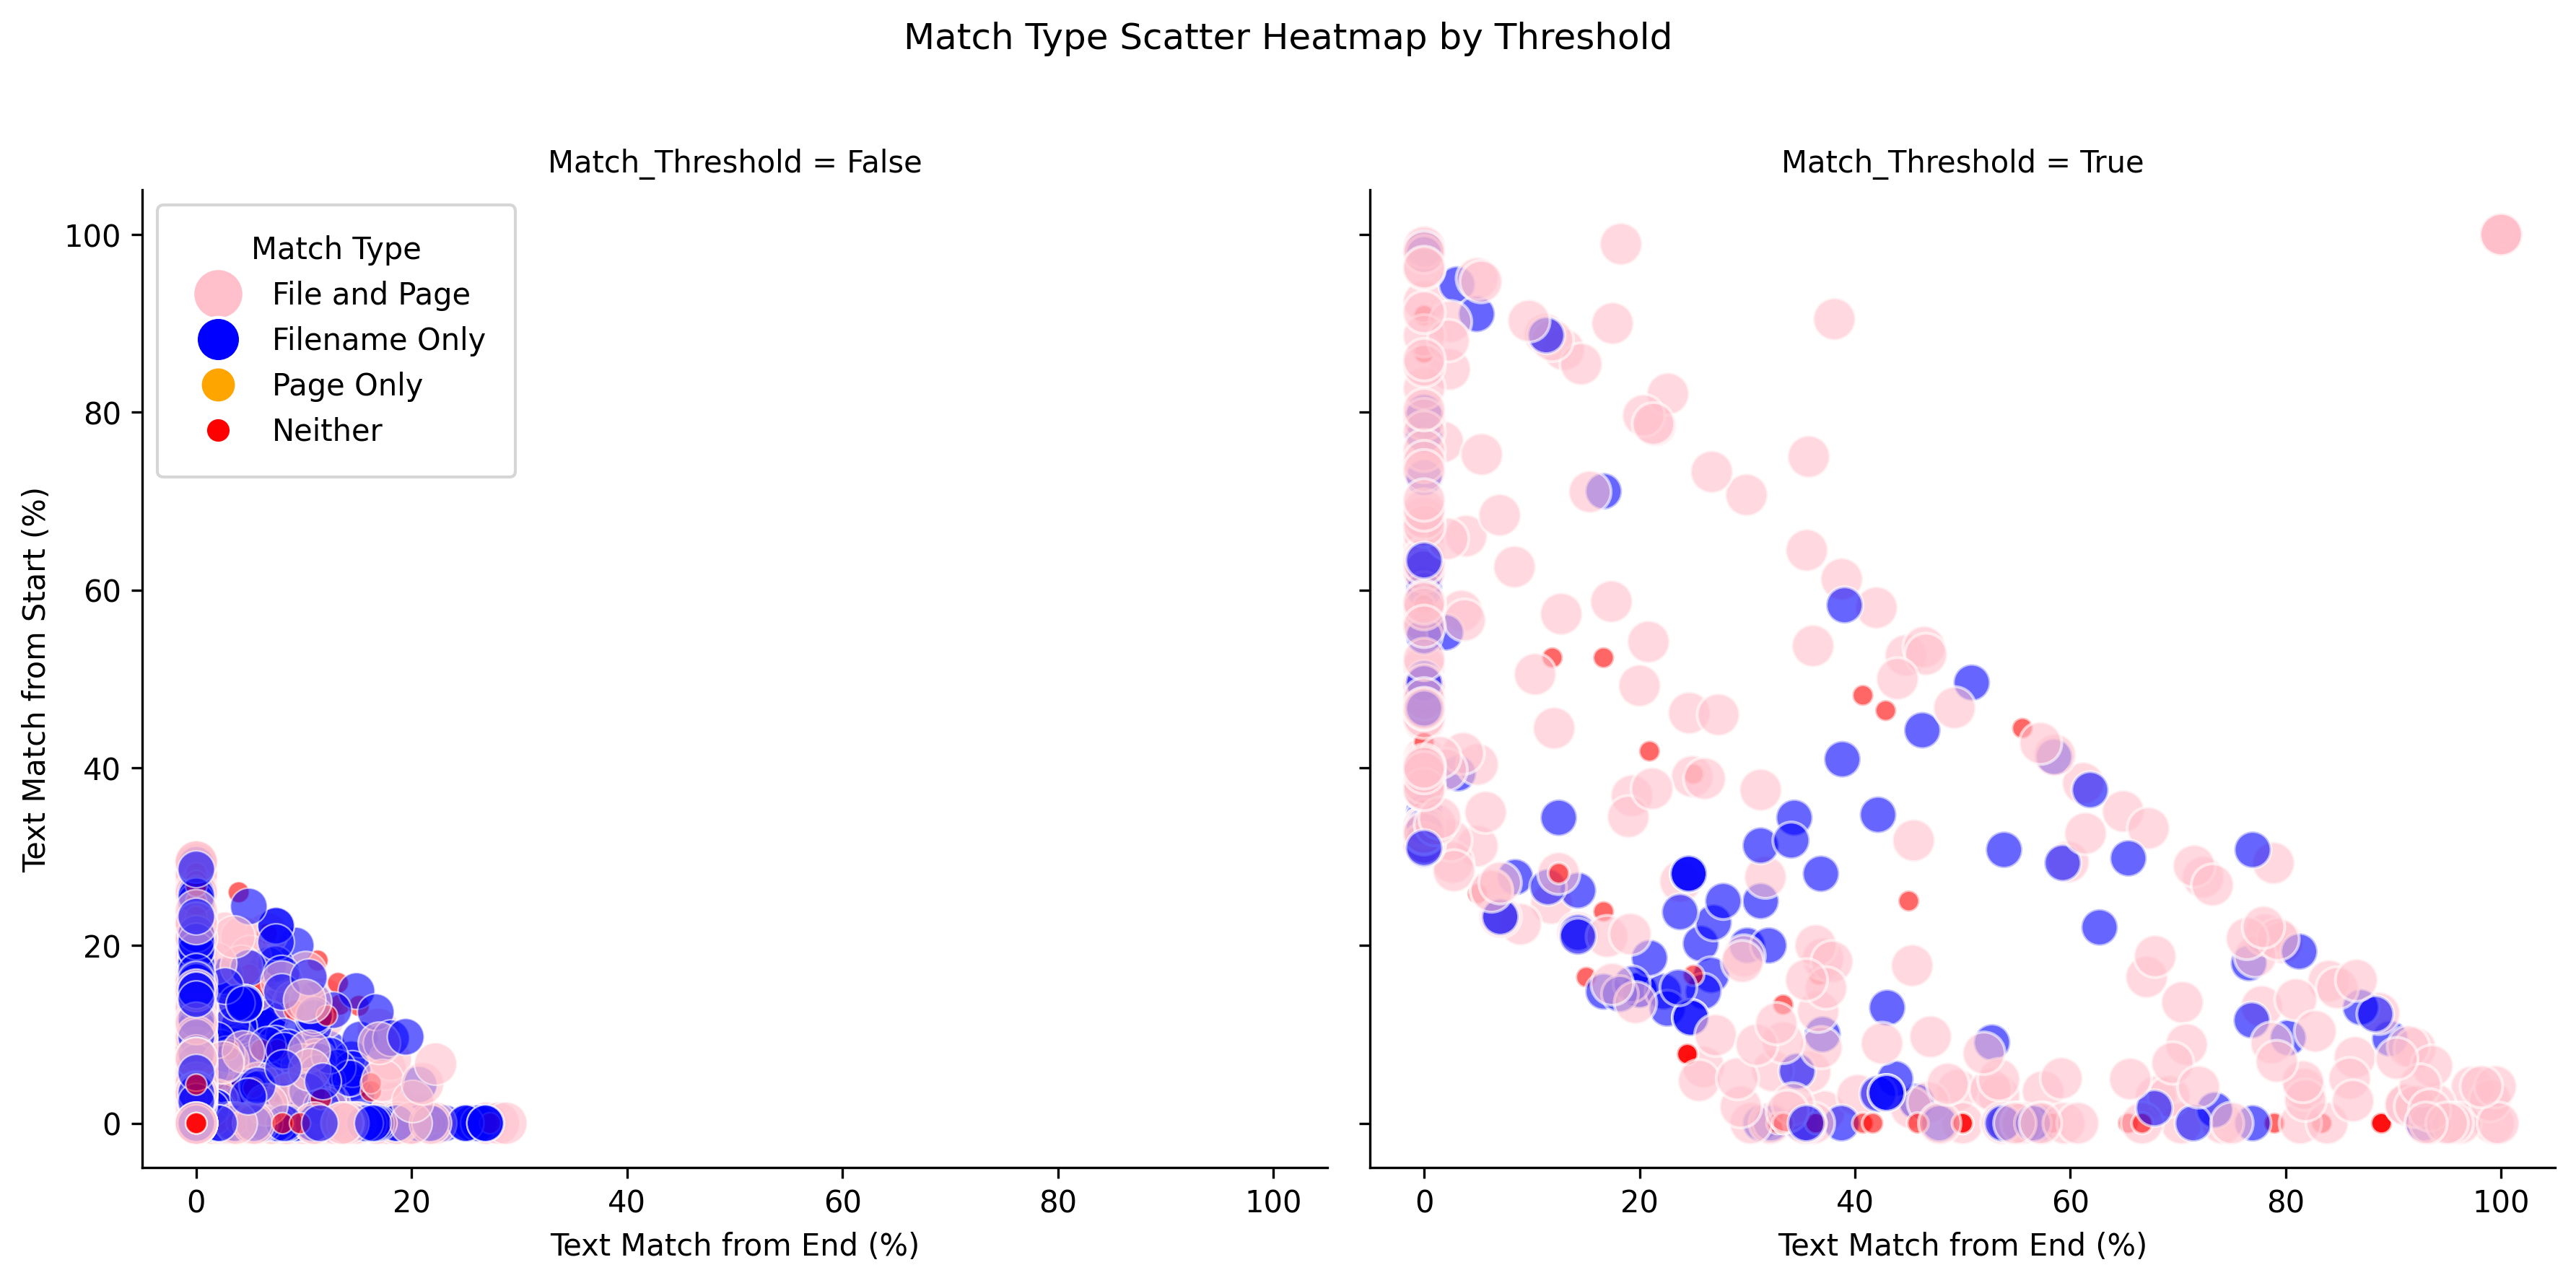 Match Type Scatter Heatmap by Threshold
Match_Threshold = False
Match Type
File and Page
Filename Only
Page Only
Neither
Text Match from Start (%)
100
80
60
40
20
0
0 20 40 60 80 100
Text Match from End (%)
Match_Threshold = True
0 20 40 60 80 100
Text Match from End (%)